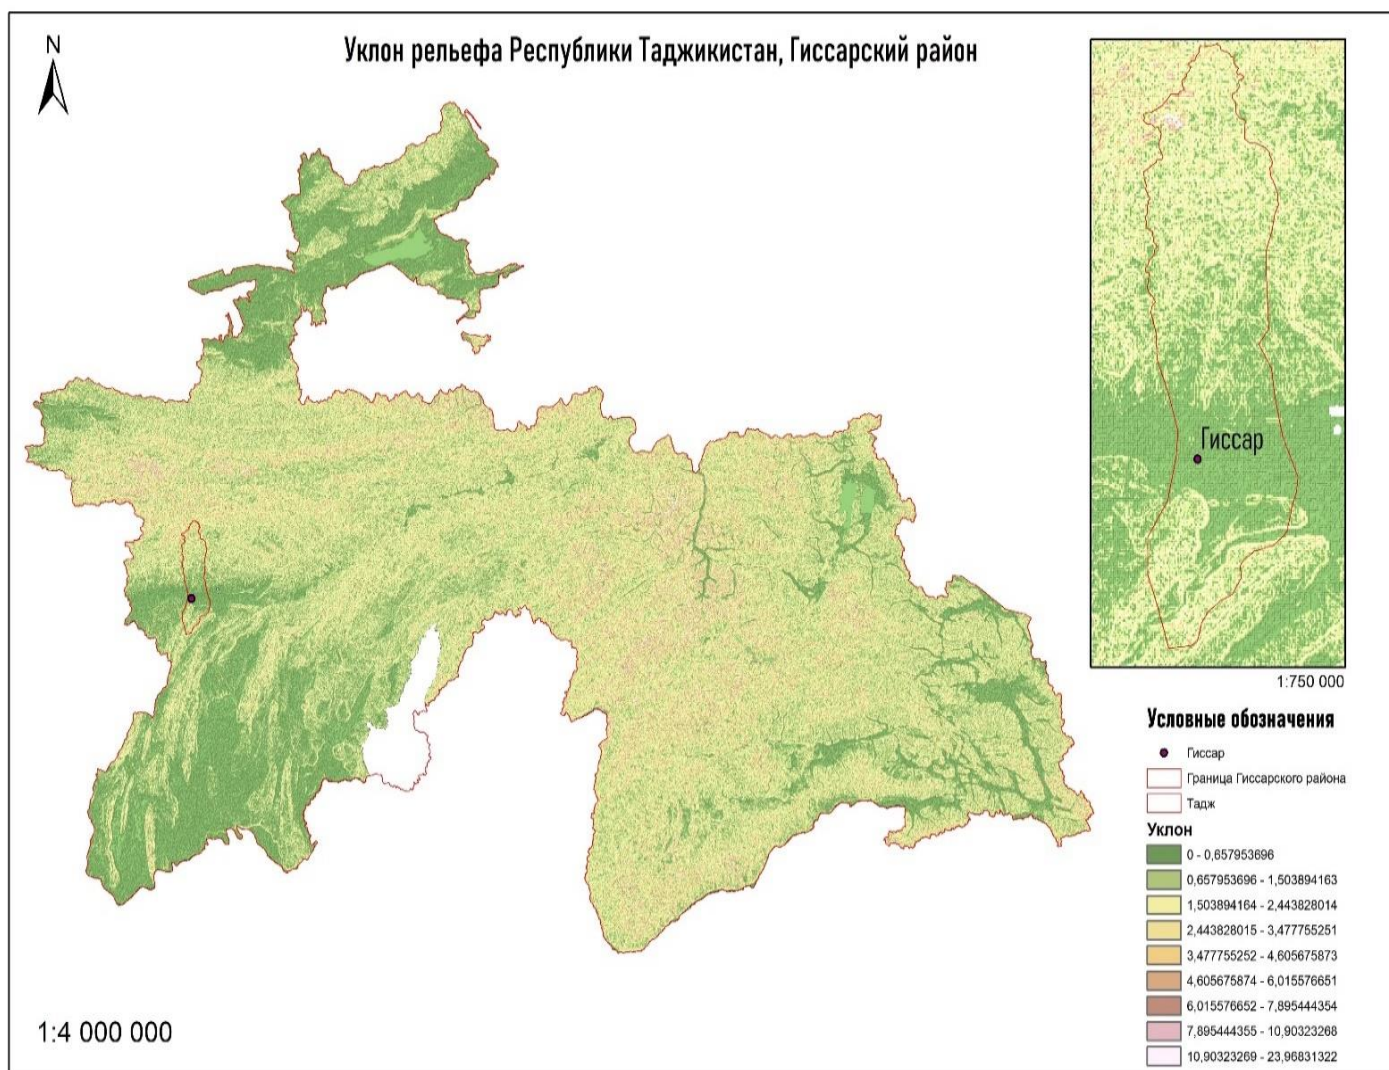 Уклон рельефа Республики Таджикистан, Гиссарский район
N
Гиссар
1:750 000
Условные обозначения
Гиссар
Граница Гиссарского района
Тадж
Уклон
0 - 0,657953696
0,657953696 - 1,503894163
1,503894164 - 2,443828014
2,443828015 - 3,477755251
3,477755252 - 4,605675873
4,605675874 - 6,015576651
6,015576652 - 7,895444354
7,895444355 - 10,90323268
10,90323269 - 23,96831322
1:4 000 000